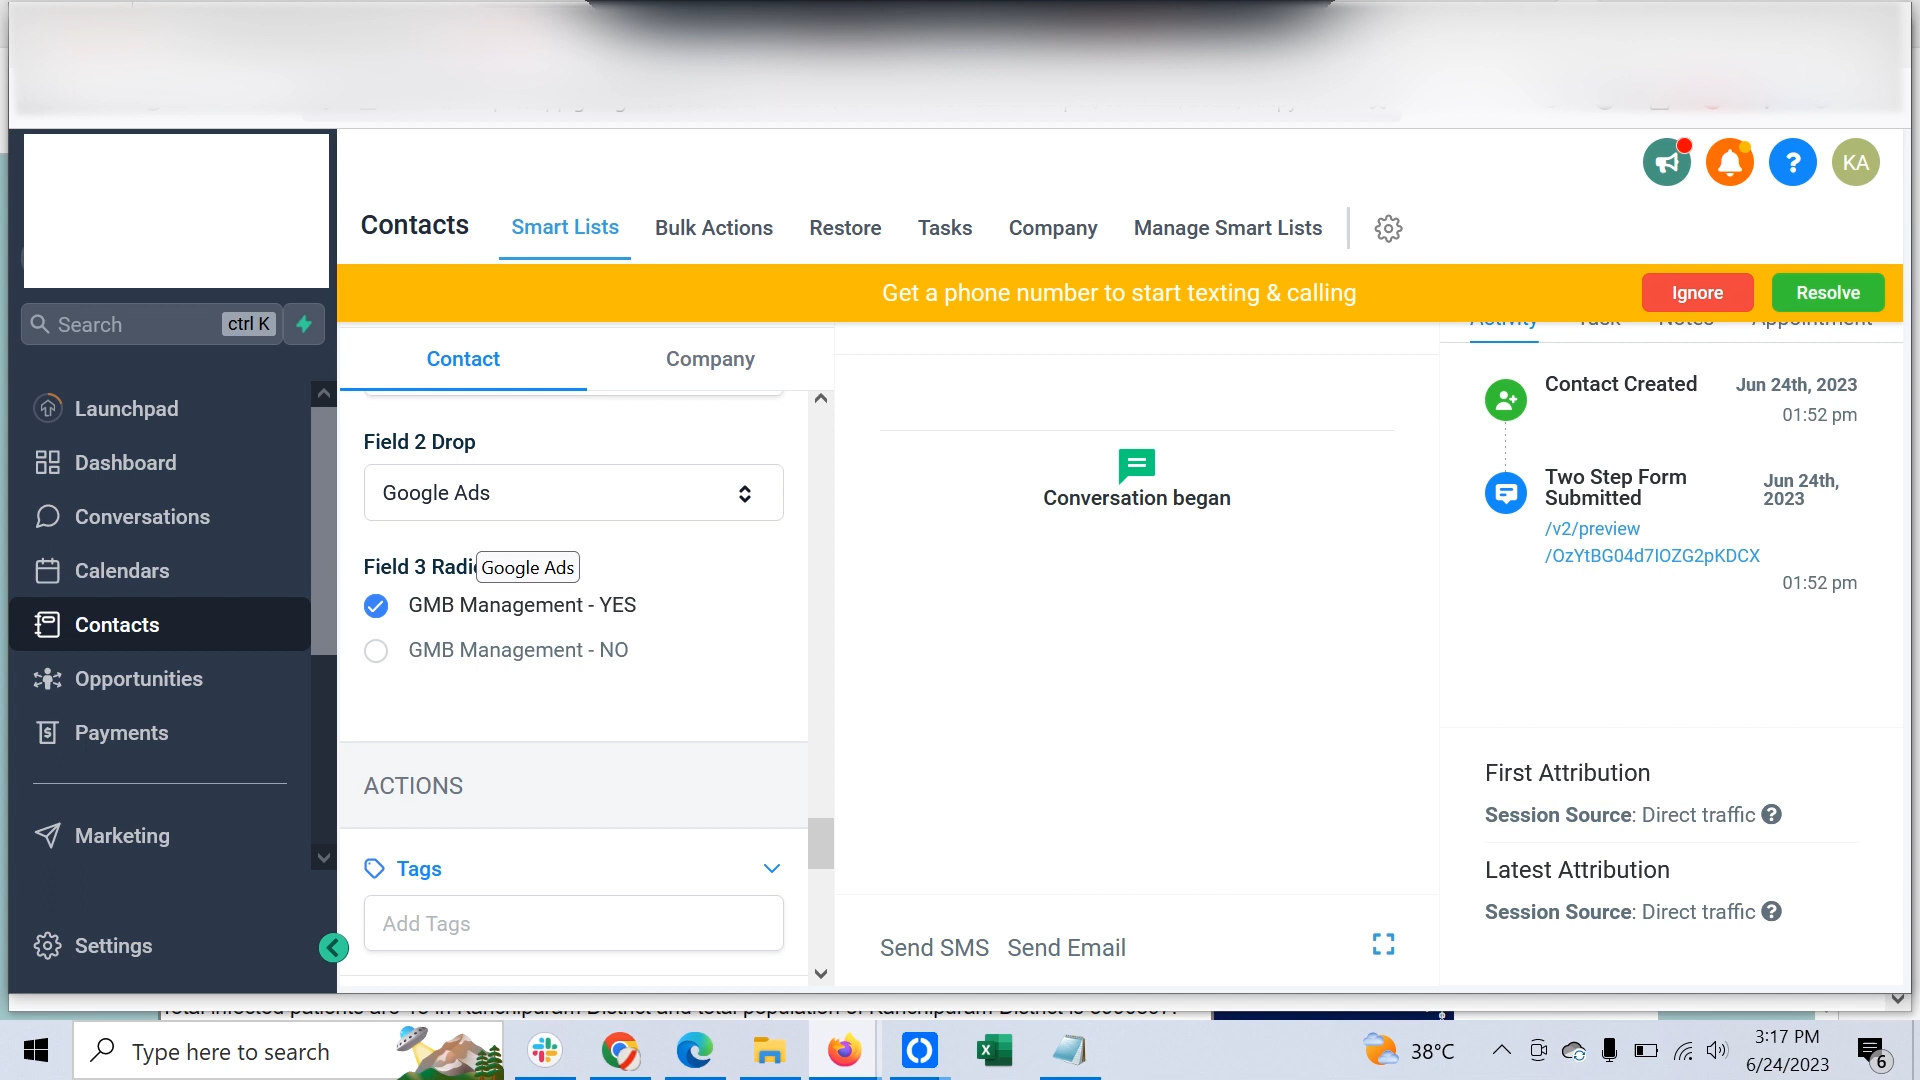 KA
Contacts
Smart Lists
Bulk Actions
Restore
Tasks
Company
Manage Smart Lists
Get a phone number to start texting & calling
Ignore
Resolve
Search
ctrl K
Launchpad
Dashboard
Conversations
Calendars
Contacts
Opportunities
Payments
Marketing
Settings
Contact
Company
Field 2 Drop
Google Ads
Field 3 Radi
Google Ads
GMB Management - YES
GMB Management - NO
ACTIONS
Tags
Add Tags
Conversation began
Send SMS
Send Email
Activity
Task
Notes
Appointment
Contact Created
Jun 24th, 2023
01:52 pm
Two Step Form
Submitted
Jun 24th,
2023
/v2/preview
/OzYtBG04d7IOZG2pKDCX
01:52 pm
First Attribution
Session Source: Direct traffic
Latest Attribution
Session Source: Direct traffic
Type here to search
38°C
3:17 PM
6/24/2023
6